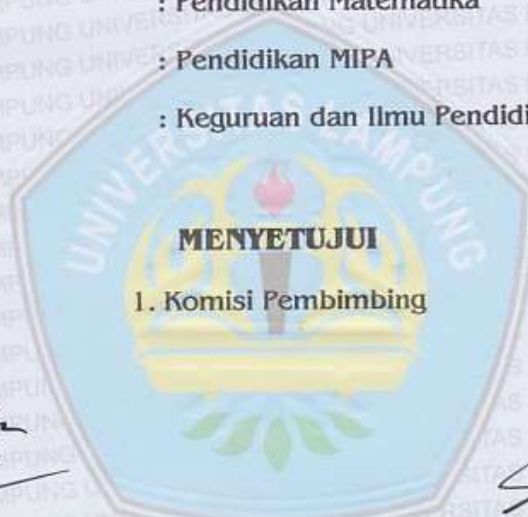 : Pendidikan Matematika
: Pendidikan MIPA
: Keguruan dan Ilmu Pendidi
UNIVERSITAS LAMPUNG
MENYETUJUI
1. Komisi Pembimbing